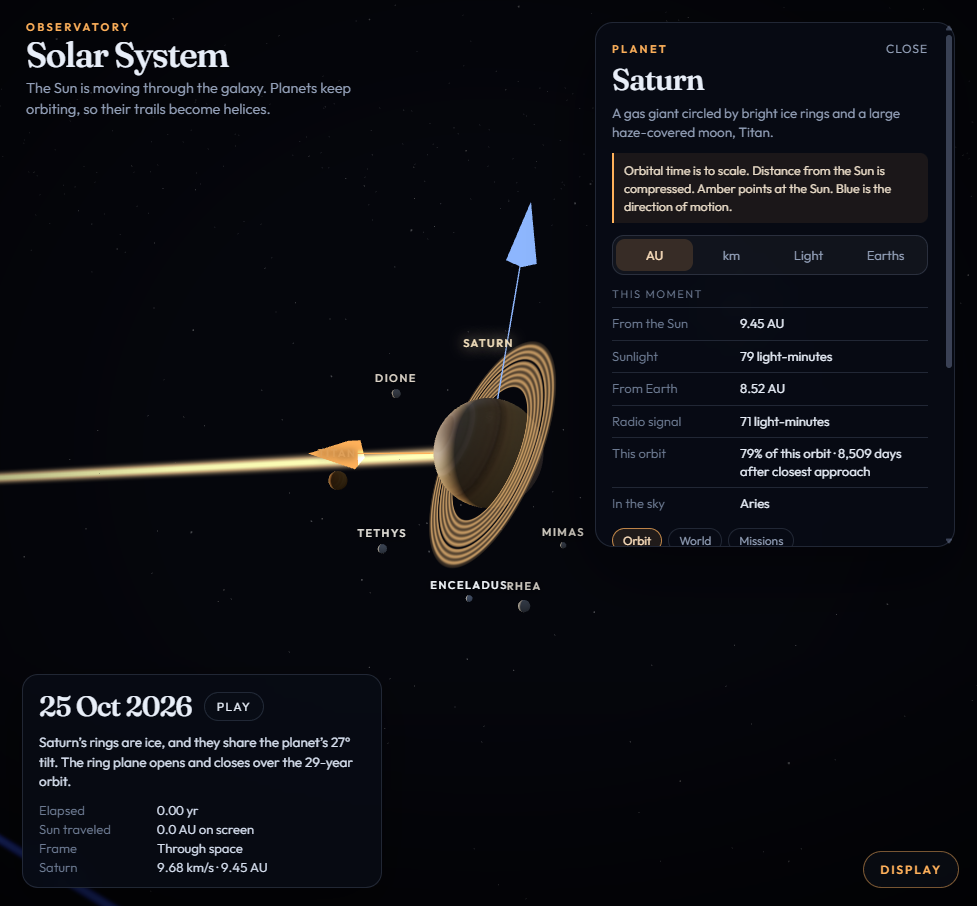 OBSERVATORY
Solar System
The Sun is moving through the galaxy. Planets keep
orbiting, so their trails become helices.
PLANET
CLOSE
Saturn
A gas giant circled by bright ice rings and a large
haze-covered moon, Titan.
Orbital time is to scale. Distance from the Sun is
compressed. Amber points at the Sun. Blue is the
direction of motion.
AU km Light Earths
THIS MOMENT
From the Sun 9.45 AU
Sunlight 79 light-minutes
From Earth 8.52 AU
Radio signal 71 light-minutes
This orbit 79% of this orbit · 8,509 days
after closest approach
In the sky Aries
Orbit World Missions
SATURN
DIONE
TETHYS
MIMAS
ENCELADUS
RHEA
25 Oct 2026 PLAY
Saturn's rings are ice, and they share the planet's 27°
tilt. The ring plane opens and closes over the 29-year
orbit.
Elapsed 0.00 yr
Sun traveled 0.0 AU on screen
Frame Through space
Saturn 9.68 km/s · 9.45 AU
DISPLAY